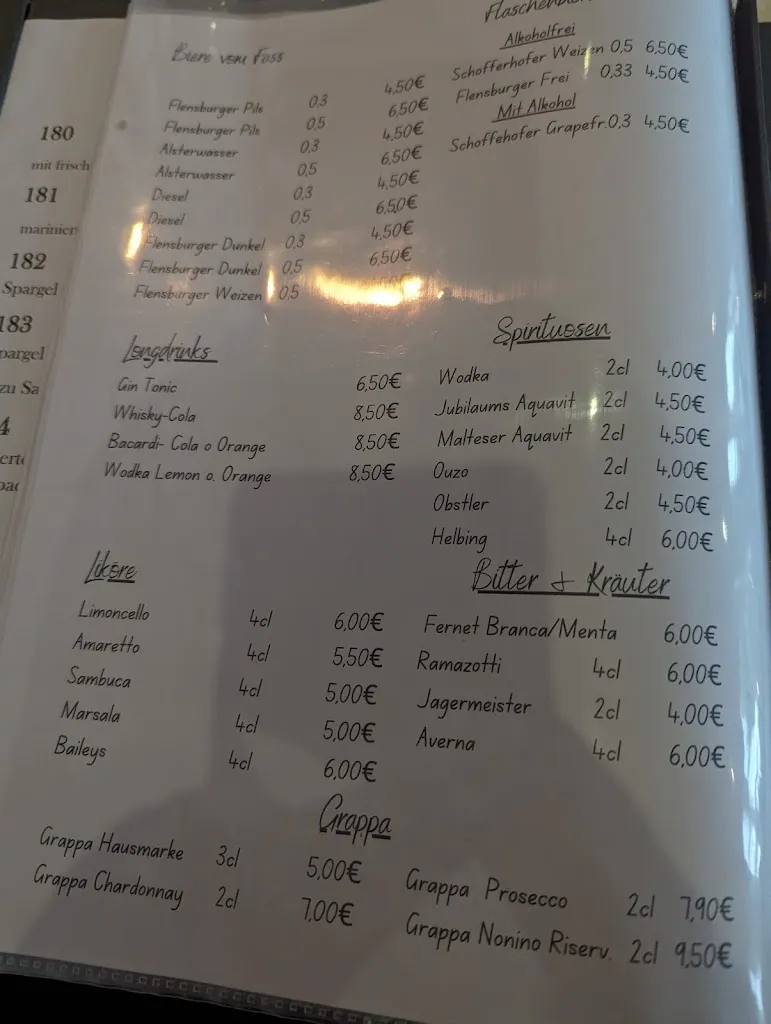 180
mit frisch
181
marinier
182
Spargel
183
pargel
zu Sa
4
Biere vom Fass
Flensburger Pils 0.3 4,50€
Flensburger Pils 0,5 6,50€
Alsterwasser 0.3 4,50€
Alsterwasser 0,5 6,50€
Diesel 0,3 4,50€
Diesel 0,5 6,50€
Flensburger Dunkel 0,3 4,50€
Flensburger Dunkel 0,5 6,50€
Flensburger Weizen 0,5
Alkoholfrei
Schofferhofer Weizen 0,5 6,50€
Flensburger Frei 0,33 4,50€
Mit Alkohol
Schoffehofer Grapefr.0,3 4,50€
Longdrinks
Gin Tonic 6,50€
Whisky-Cola 8,50€
Bacardi- Cola o Orange 8,50€
Wodka Lemon o. Orange 8,50€
Spirituosen
Wodka 2cl 4,00€
Jubilaums Aquavit 2cl 4,50€
Malteser Aquavit 2cl 4,50€
Ouzo 2cl 4,00€
Obstler 2cl 4,50€
Helbing 4cl 6,00€
Liköre
Limoncello 4cl 6,00€
Amaretto 4cl 5,50€
Sambuca 4cl 5,00€
Marsala 4cl 5,00€
Baileys 4cl 6,00€
Bitter + Kräuter
Fernet Branca/Menta 6,00€
Ramazotti 4cl 6,00€
Jagermeister 2cl 4,00€
Averna 4cl 6,00€
Grappa
Grappa Hausmarke 3cl 5,00€
Grappa Chardonnay 2cl 7,00€
Grappa Prosecco 2cl 7,90€
Grappa Nonino Riserv. 2cl 9,50€